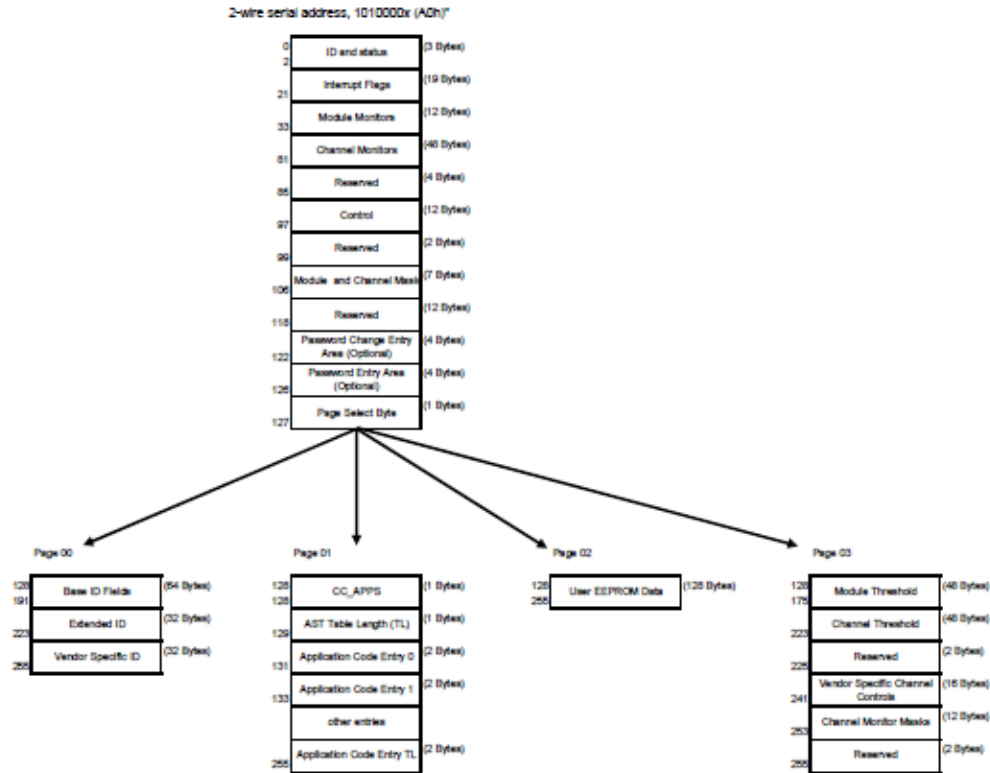 2-wire serial address, 1010000x (A0h)"
0
ID and status
(3 Bytes)
2
Interrupt Flags
(19 Bytes)
21
Module Monitors
(12 Bytes)
33
Channel Monitors
(48 Bytes)
81
Reserved
(4 Bytes)
85
Control
(12 Bytes)
97
Reserved
(2 Bytes)
99
Module and Channel Mask
(7 Bytes)
106
Reserved
(12 Bytes)
118
Password Change Entry
Area (Optional)
(4 Bytes)
122
Password Entry Area
(Optional)
(4 Bytes)
126
Page Select Byte
(1 Bytes)
127
Page 00
128
Base ID Fields
(64 Bytes)
191
Extended ID
(32 Bytes)
223
Vendor Specific ID
(32 Bytes)
255
Page 01
128
CC_APPS
(1 Bytes)
128
AST Table Length (TL)
(1 Bytes)
129
Application Code Entry 0
(2 Bytes)
131
Application Code Entry 1
(2 Bytes)
133
other entries
Application Code Entry TL
(2 Bytes)
255
Page 02
128
User EEPROM Data
(128 Bytes)
255
Page 03
128
Module Threshold
(48 Bytes)
175
Channel Threshold
(48 Bytes)
223
Reserved
(2 Bytes)
225
Vendor Specific Channel
Controls
(16 Bytes)
241
Channel Monitor Masks
(12 Bytes)
253
Reserved
(2 Bytes)
255